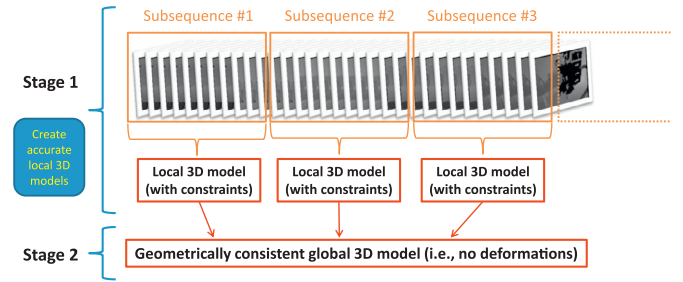 Subsequence #1
Subsequence #2
Subsequence #3
Stage 1
Create
accurate
local 3D
models
Local 3D model
(with constraints)
Local 3D model
(with constraints)
Local 3D model
(with constraints)
Stage 2
Geometrically consistent global 3D model (i.e., no deformations)